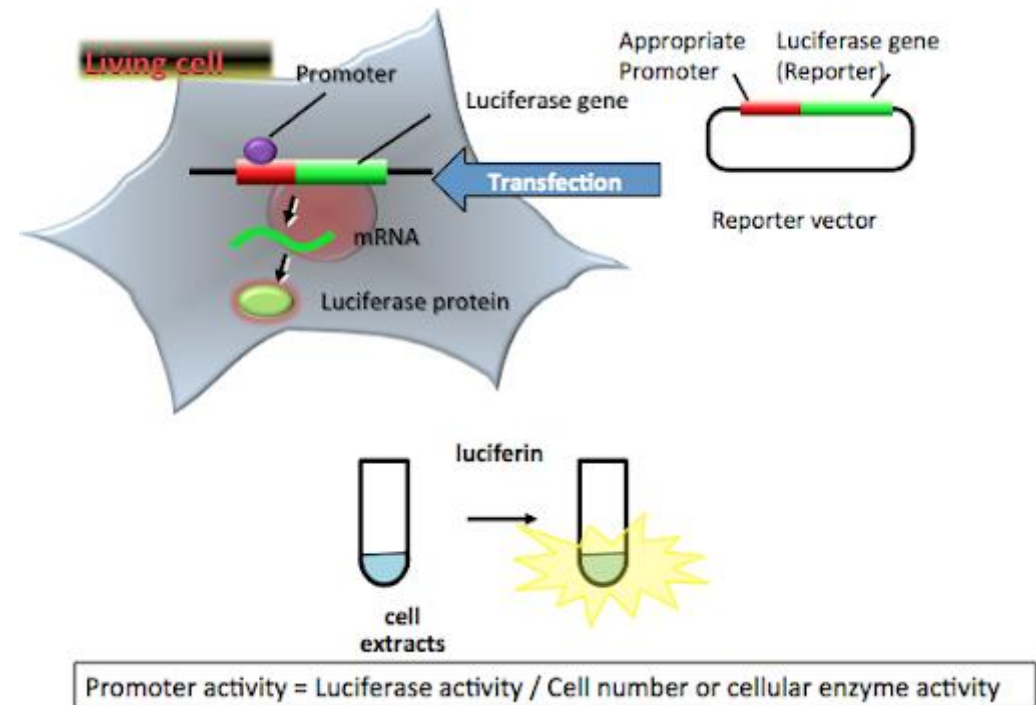 Living cell
Promoter
Luciferase gene
Appropriate
Promoter
Luciferase gene
(Reporter)
Transfection
Reporter vector
mRNA
Luciferase protein
luciferin
cell
extracts
Promoter activity = Luciferase activity / Cell number or cellular enzyme activity